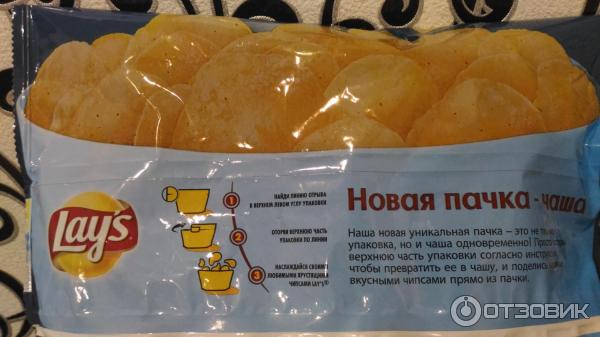 Lay's
1
НАЙДИ ЛИНИЮ ОТРЫВА
В ВЕРХНЕМ ЛЕВОМ УГЛУ УПАКОВКИ
2
ОТОРВИ ВЕРХНЮЮ ЧАСТЬ
УПАКОВКИ ПО ЛИНИИ
3
НАСЛАЖДАЙСЯ СВОИМИ
ЛЮБИМЫМИ ХРУСТЯЩИМИ
ЧИПСАМИ LAY'S®
Новая пачка - чаша
Наша новая уникальная пачка – это не
упаковка, но и чаша одновременно! Просто
верхнюю часть упаковки согласно
чтобы превратить ее в чашу, и поделись
вкусными чипсами прямо из пачки.
ОТЗОВИК